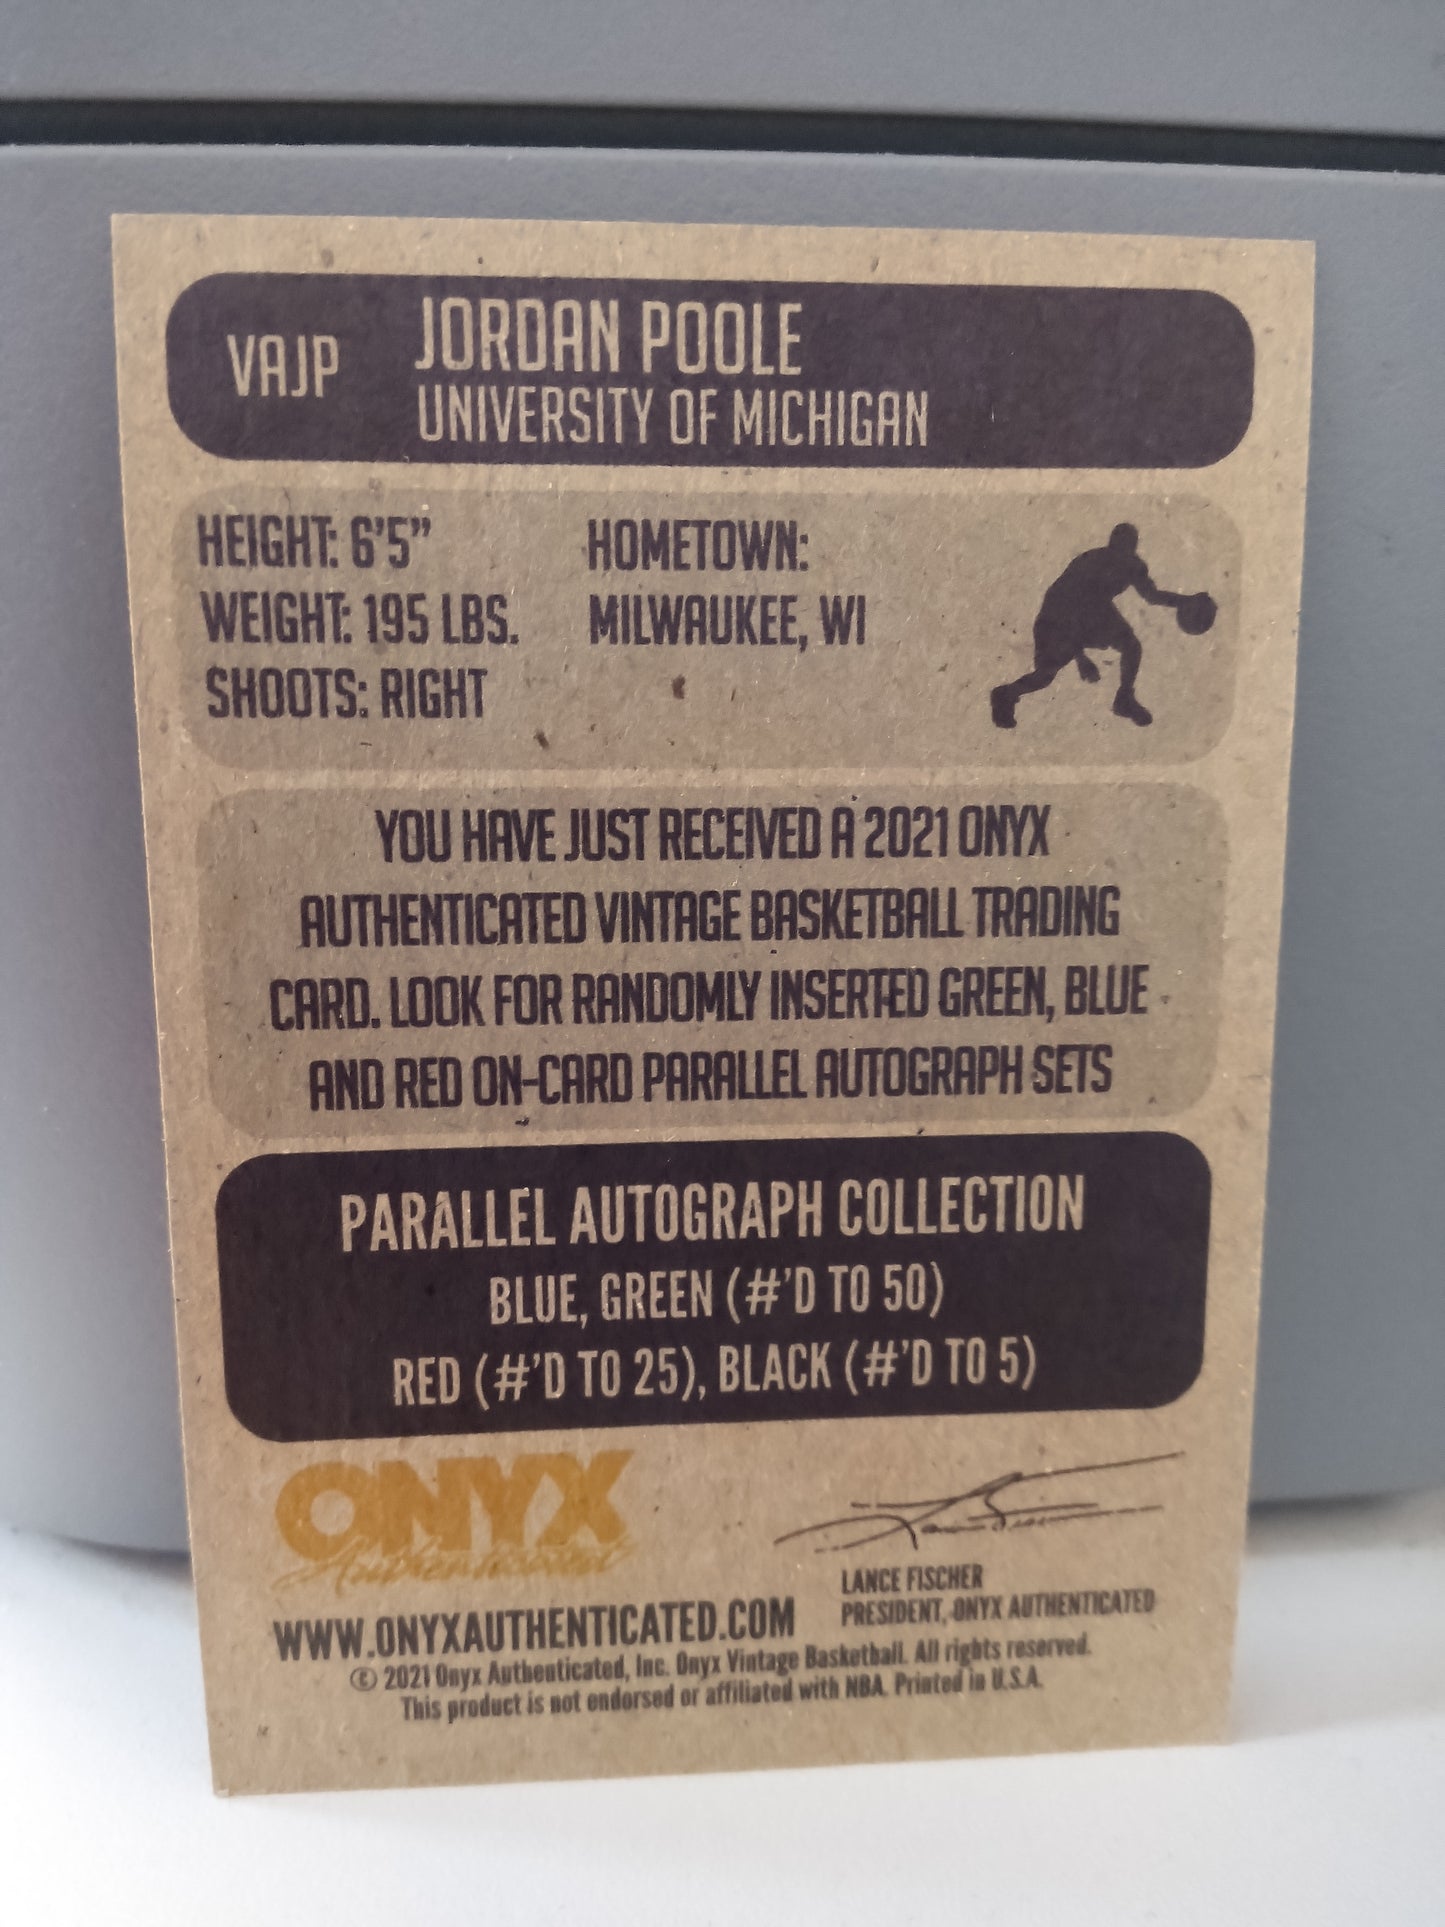 VAJP
JORDAN POOLE
UNIVERSITY OF MICHIGAN
HEIGHT: 6'5"
WEIGHT: 195 LBS.
SHOOTS: RIGHT
HOMETOWN:
MILWAUKEE, WI
YOU HAVE JUST RECEIVED A 2021 ONYX
AUTHENTICATED VINTAGE BASKETBALL TRADING
CARD. LOOK FOR RANDOMLY INSERTED GREEN, BLUE
AND RED ON-CARD PARALLEL AUTOGRAPH SETS
PARALLEL AUTOGRAPH COLLECTION
BLUE, GREEN (#'D TO 50)
RED (#'D TO 25), BLACK (#'D TO 5)
ONYX
Authenticated
WWW.ONYXAUTHENTICATED.COM
LANCE FISCHER
PRESIDENT, ONYX AUTHENTICATED
© 2021 Onyx Authenticated, Inc. Onyx Vintage Basketball. All rights reserved.
This product is not endorsed or affiliated with NBA. Printed in U.S.A.